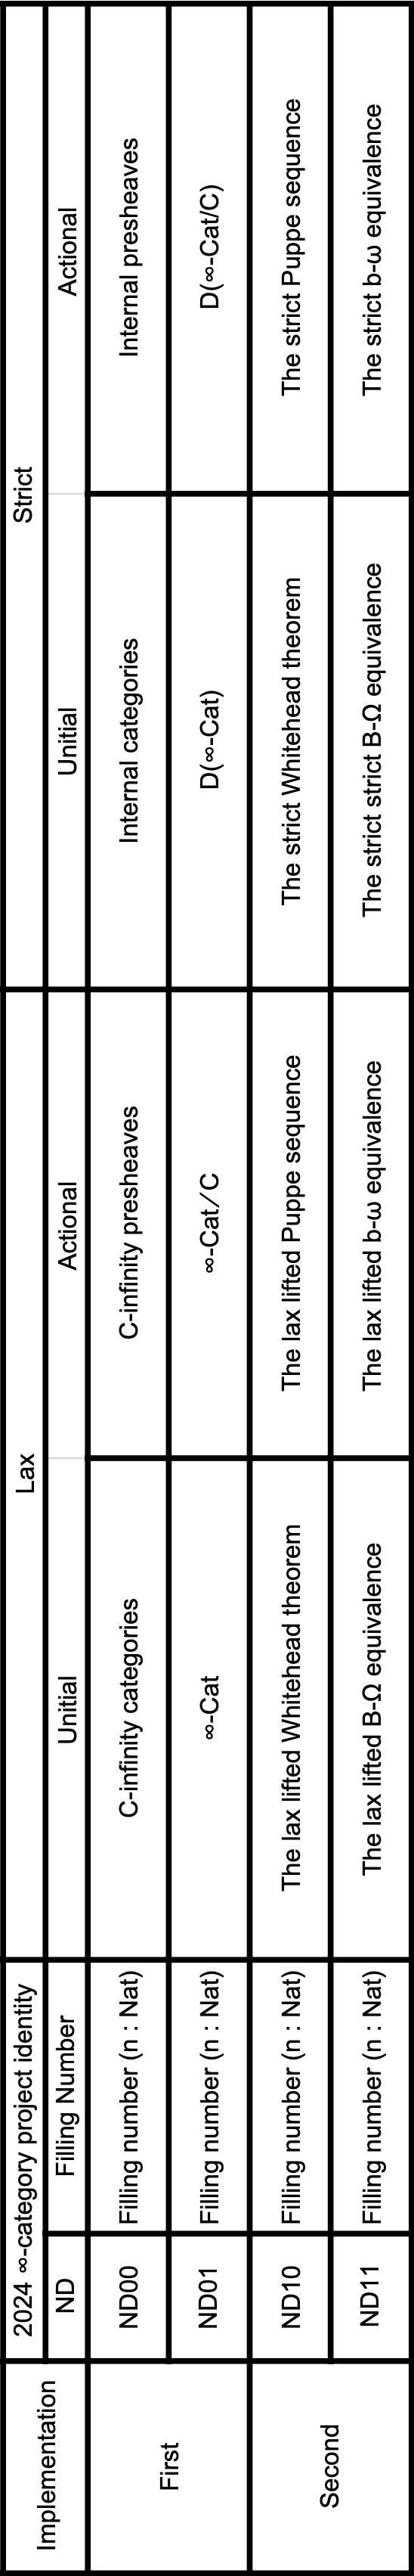 Implementation 2024 ∞-category project identity Lax Strict
ND Filling Number Unitial Actional Unitial Actional
First ND00 Filling number (n : Nat) C-infinity categories C-infinity presheaves Internal categories Internal presheaves
ND01 Filling number (n : Nat) ∞-Cat ∞-Cat/C D(∞-Cat) D(∞-Cat/C)
Second ND10 Filling number (n : Nat) The lax lifted Whitehead theorem The lax lifted Puppe sequence The strict Whitehead theorem The strict Puppe sequence
ND11 Filling number (n : Nat) The lax lifted B-Ω equivalence The lax lifted b-ω equivalence The strict strict B-Ω equivalence The strict b-ω equivalence